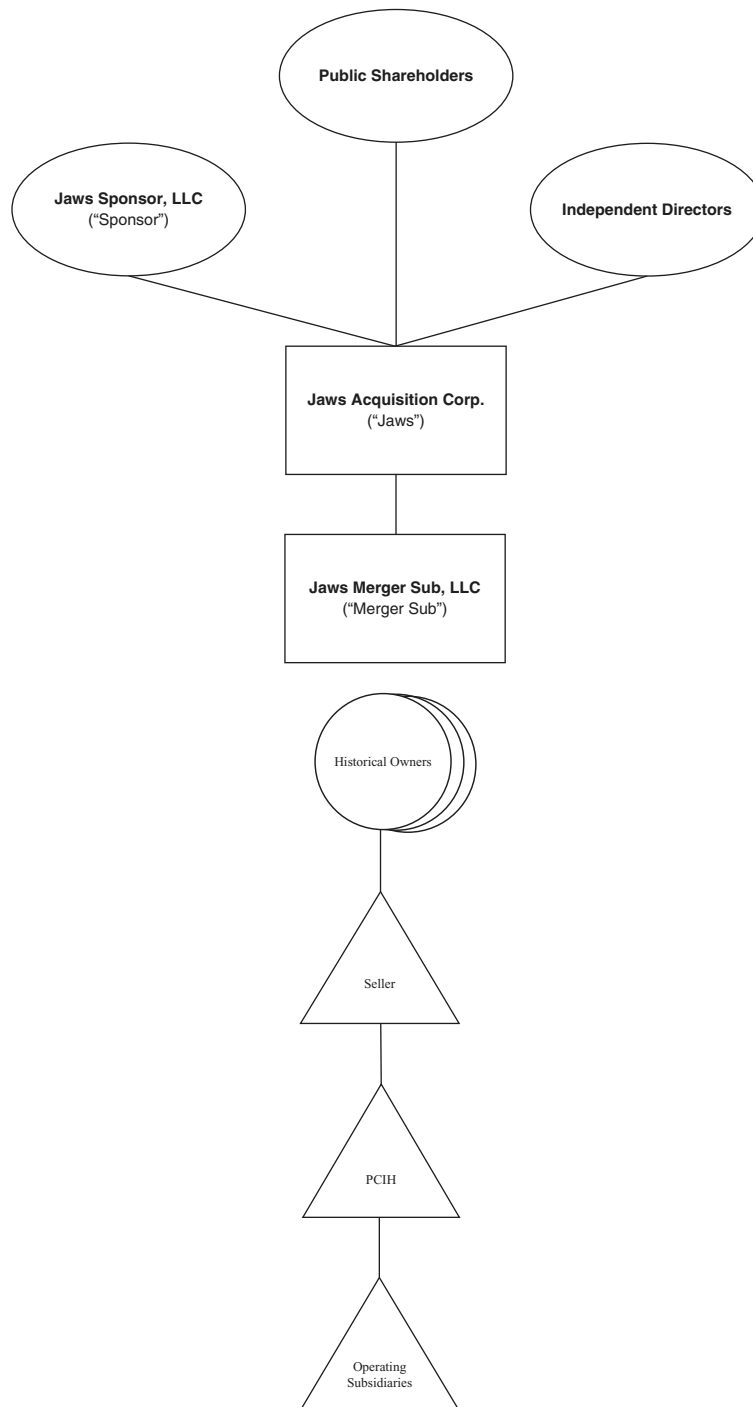 Public Shareholders
Jaws Sponsor, LLC
(“Sponsor”)
Independent Directors
Jaws Acquisition Corp.
(“Jaws”)
Jaws Merger Sub, LLC
(“Merger Sub”)
Historical Owners
Seller
PCIH
Operating
Subsidiaries